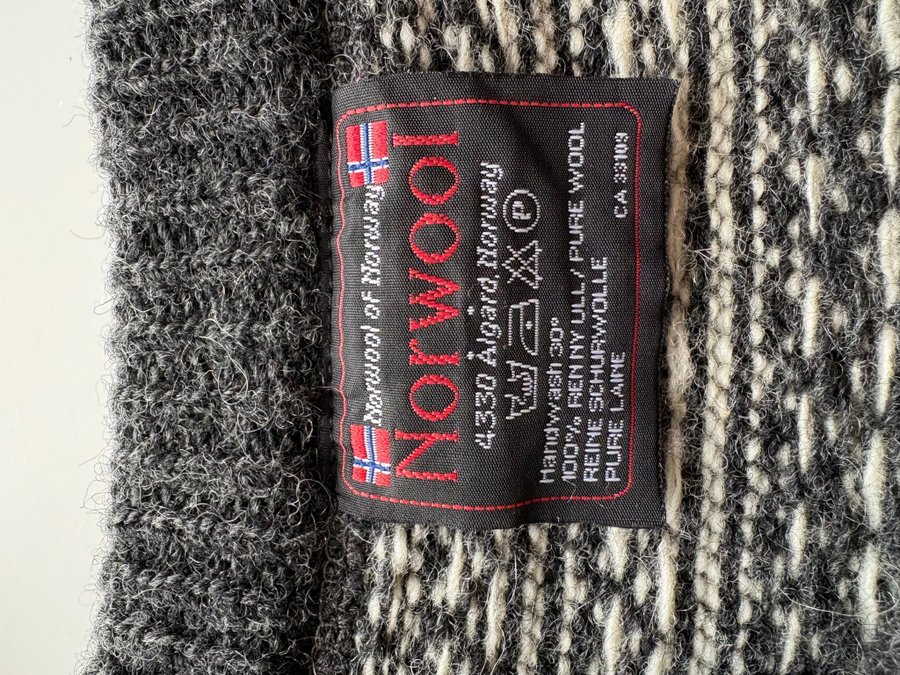 Norwool of Norway
Norwool
4330 Ålgård Norway
P
Handwash 30°
100% REN NY ULL/ PURE WOOL
REINE SCHURWOLLE
PURE LAINE
CA 33103